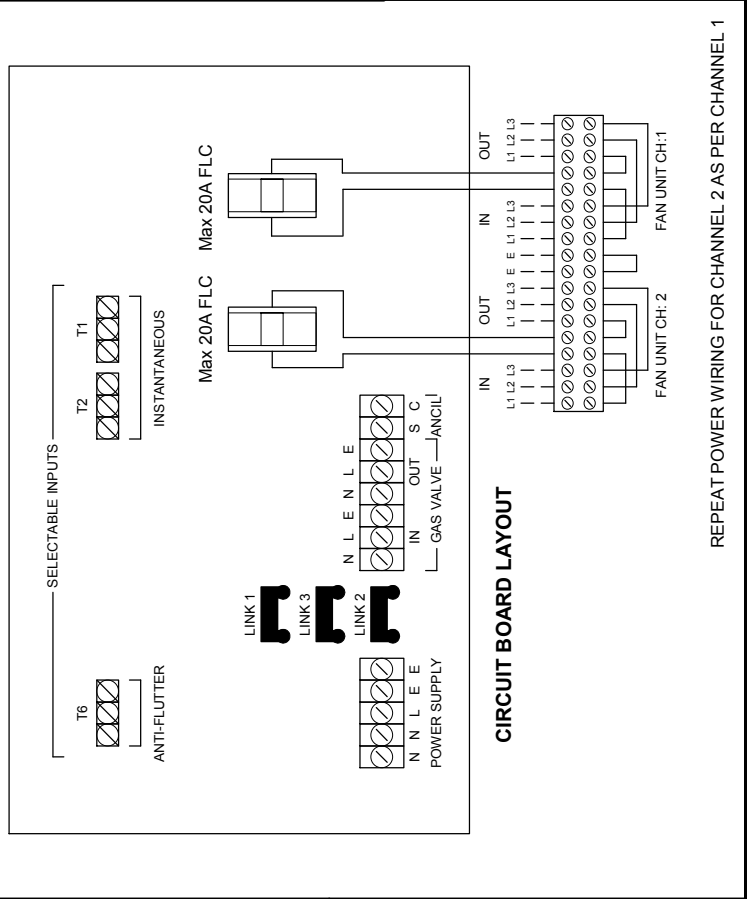 SELECTABLE INPUTS
T6 T2 T1
ANTI-FLUTTER INSTANTANEOUS
Max 20A FLC Max 20A FLC
LINK 1
LINK 3
LINK 2
N N L E E N L E N L E S C
IN OUT
POWER SUPPLY GAS VALVE ANCIL
CIRCUIT BOARD LAYOUT
IN OUT IN OUT
L1 L2 L3 L1 L2 L3 E E L1 L2 L3 L1 L2 L3
FAN UNIT CH: 2 FAN UNIT CH:1
REPEAT POWER WIRING FOR CHANNEL 2 AS PER CHANNEL 1